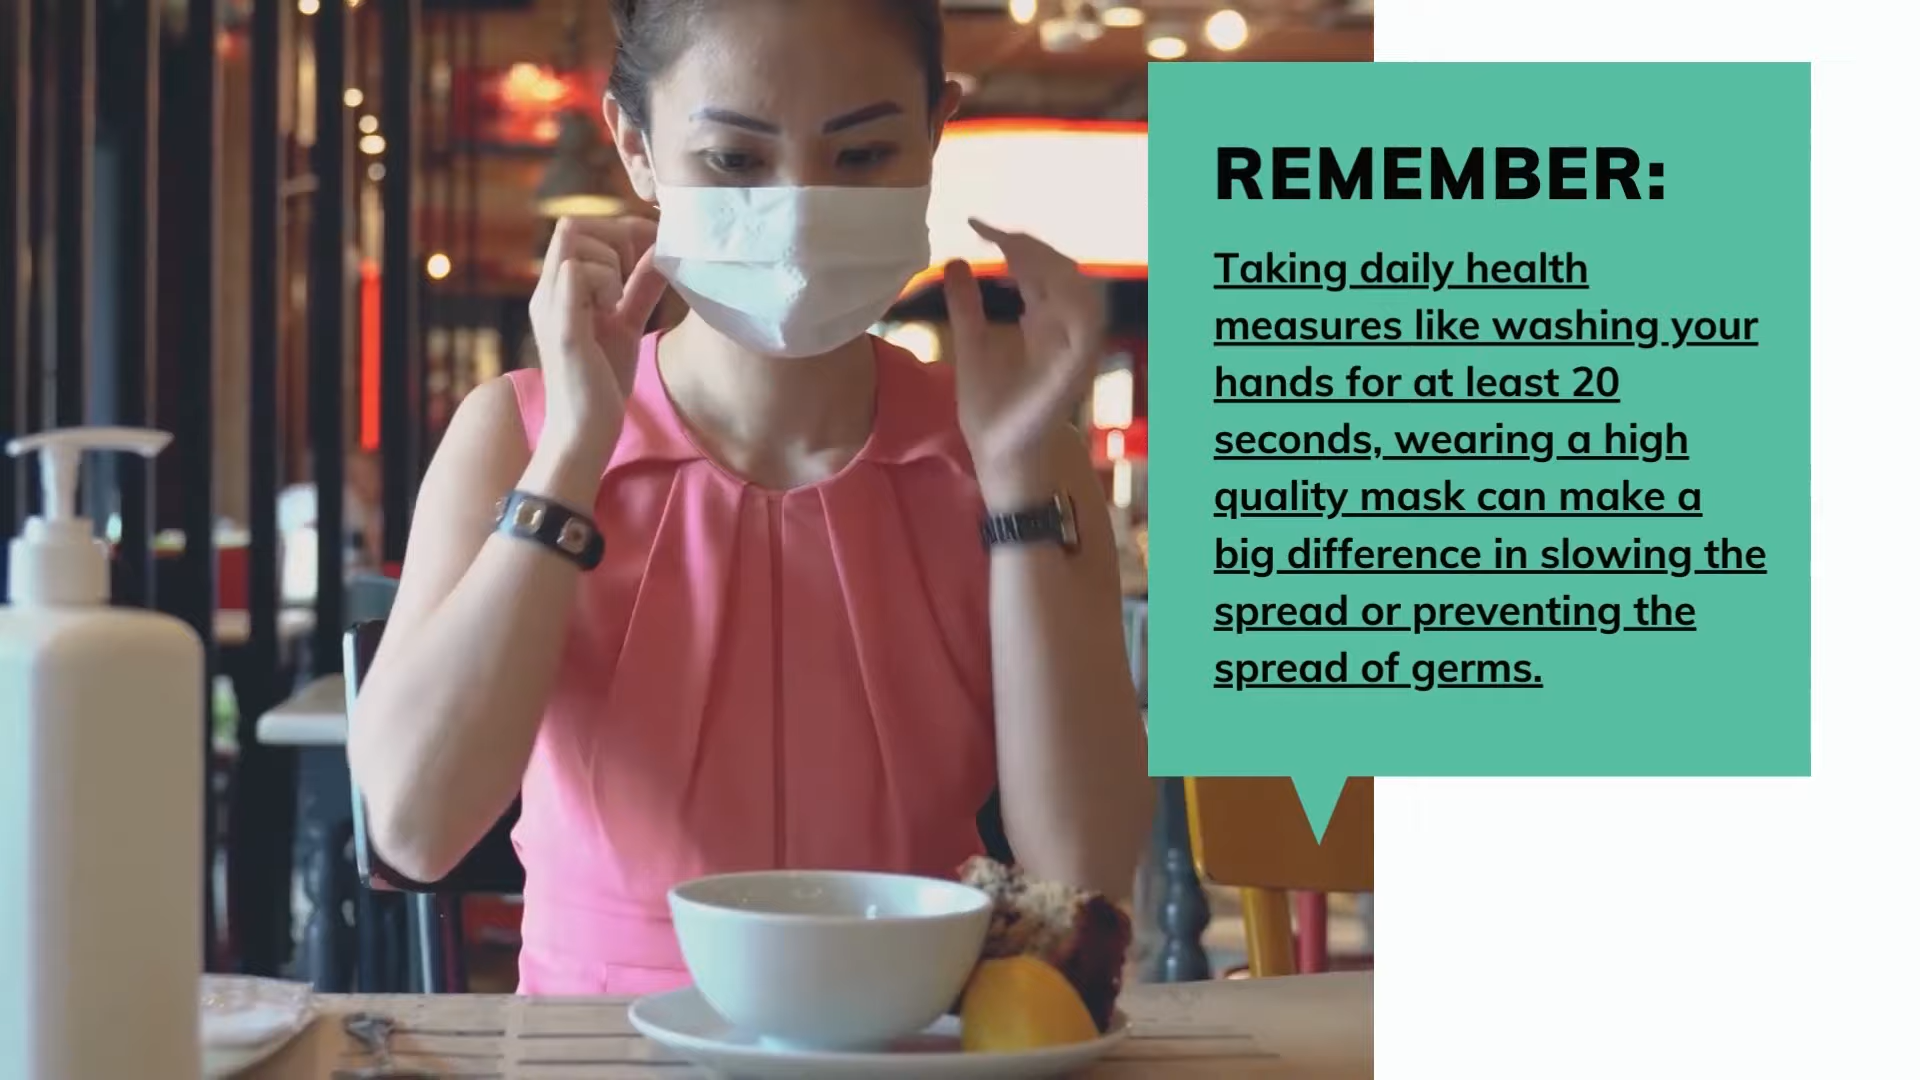 REMEMBER:
Taking daily health
measures like washing your
hands for at least 20
seconds, wearing a high
quality mask can make a
big difference in slowing the
spread or preventing the
spread of germs.